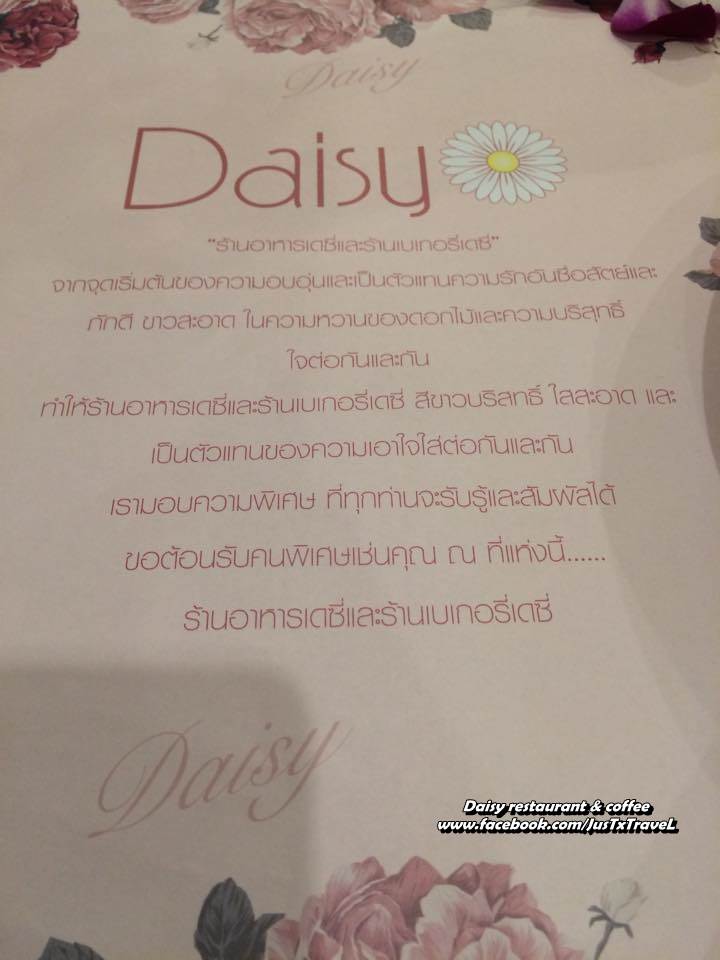 Daisy
Daisy
"ร้านอาหารเดซี่และร้านเบเกอรี่เดซี่"
จากจุดเริ่มต้นของความอบอุ่นและเป็นตัวแทนความรักอันซื่อสัตย์และ
ภักดี ขาวสะอาด ในความหวานของดอกไม้และความบริสุทธิ์
ใจต่อกันและกัน
ทำให้ร้านอาหารเดซี่และร้านเบเกอรี่เดซี่ สีขาวบริสทธิ์ ใสสะอาด และ
เป็นตัวแทนของความเอาใจใส่ต่อกันและกัน
เรามอบความพิเศษ ที่ทุกท่านจะรับรู้และสัมผัสได้
ขอต้อนรับคนพิเศษเช่นคุณ ณ ที่แห่งนี้......
ร้านอาหารเดซี่และร้านเบเกอรี่เดซี่
Daisy
Daisy restaurant & coffee
www.facebook.com/JusTxTraveL